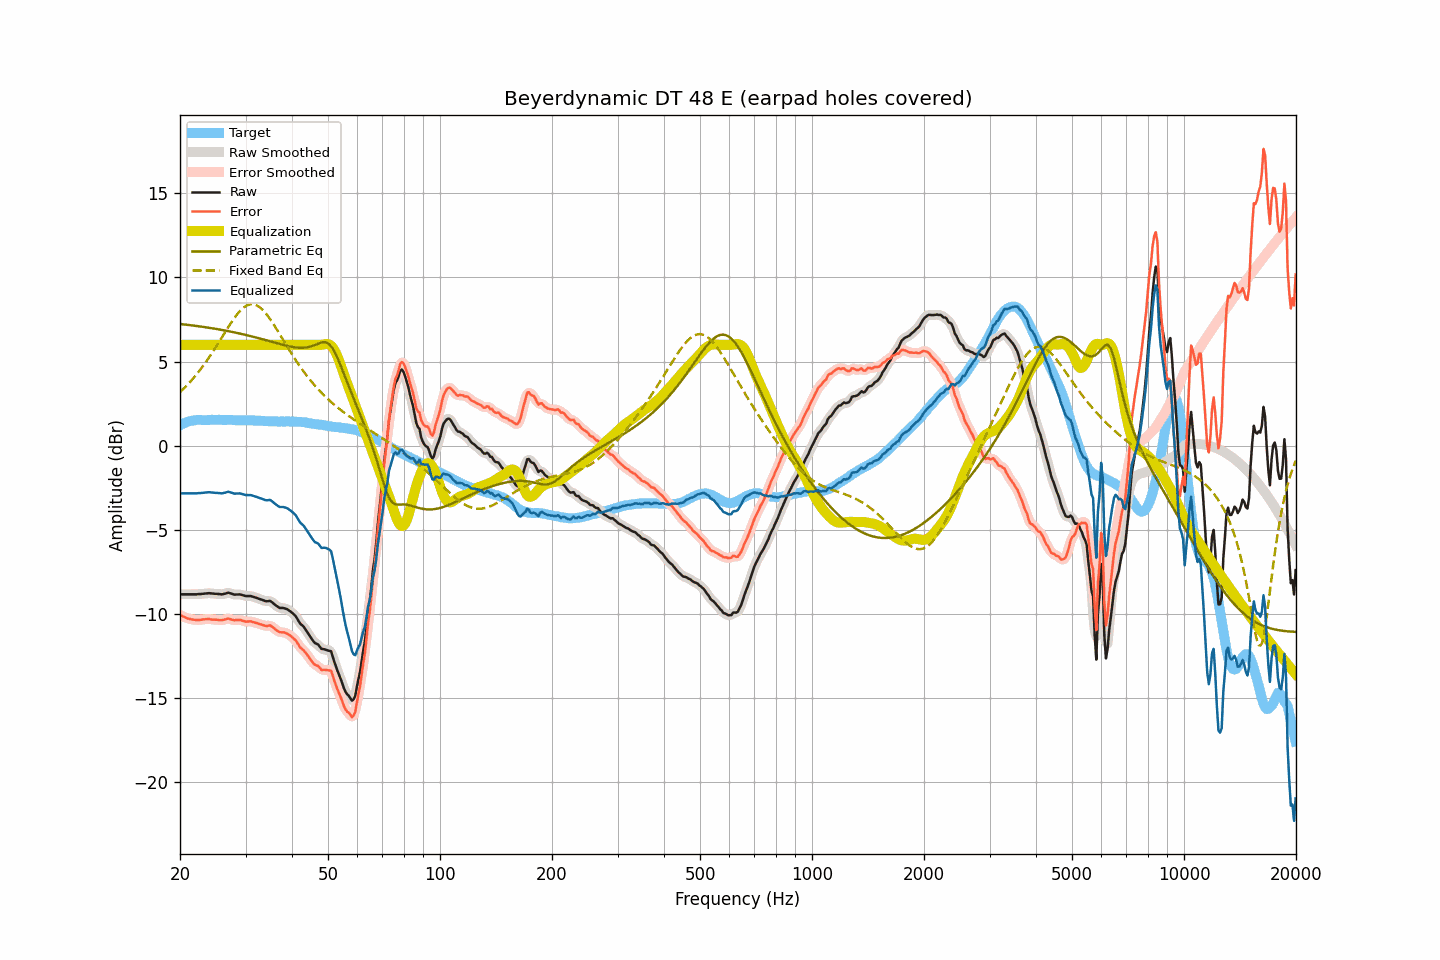 Beyerdynamic DT 48 E (earpad holes covered)
Target
Raw Smoothed
Error Smoothed
Raw
Error
Equalization
Parametric Eq
Fixed Band Eq
Equalized
Amplitude (dBr)
15
10
5
0
−5
−10
−15
−20
20 50 100 200 500 1000 2000 5000 10000 20000
Frequency (Hz)